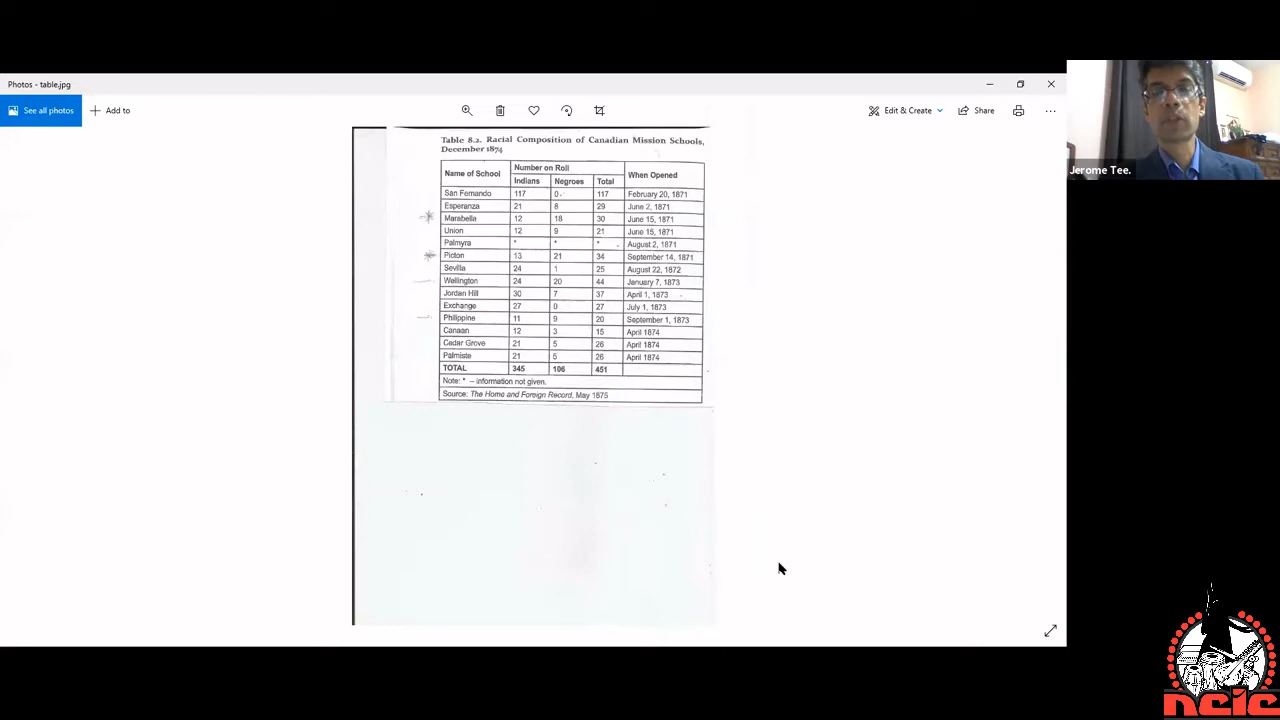 Photos - table.jpg
See all photos
Add to
Edit & Create
Share
Jerome Tee.
Table 8.2. Racial Composition of Canadian Mission Schools,
December 1874
Name of School Number on Roll When Opened
Indians Negroes Total
San Fernando 117 0 117 February 20, 1871
Esperanza 21 8 29 June 2, 1871
Marabella 12 18 30 June 15, 1871
Union 12 9 21 June 15, 1871
Palmyra * * * August 2, 1871
Picton 13 21 34 September 14, 1871
Sevilla 24 1 25 August 22, 1872
Wellington 24 20 44 January 7, 1873
Jordan Hill 30 7 37 April 1, 1873
Exchange 27 0 27 July 1, 1873
Philippine 11 9 20 September 1, 1873
Canaan 12 3 15 April 1874
Cedar Grove 21 5 26 April 1874
Palmiste 21 5 26 April 1874
TOTAL 345 106 451
Note: * – information not given.
Source: The Home and Foreign Record, May 1875
ncic